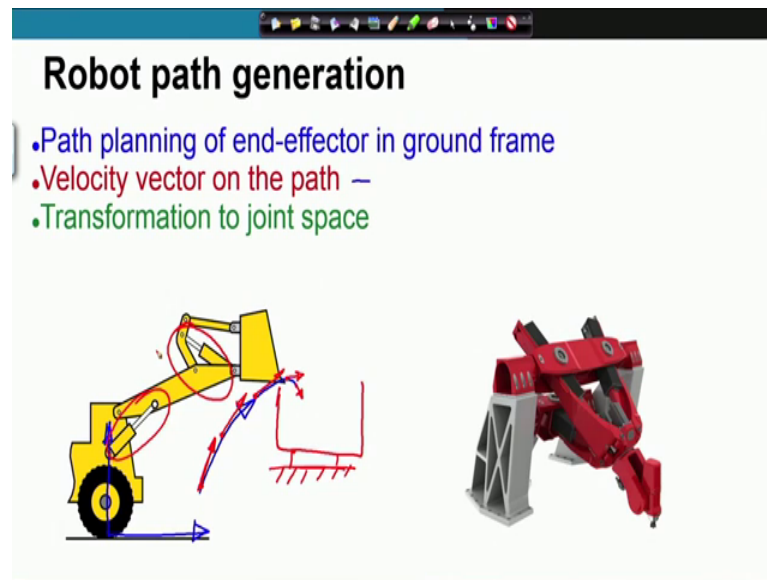 Robot path generation
•Path planning of end-effector in ground frame
•Velocity vector on the path
•Transformation to joint space